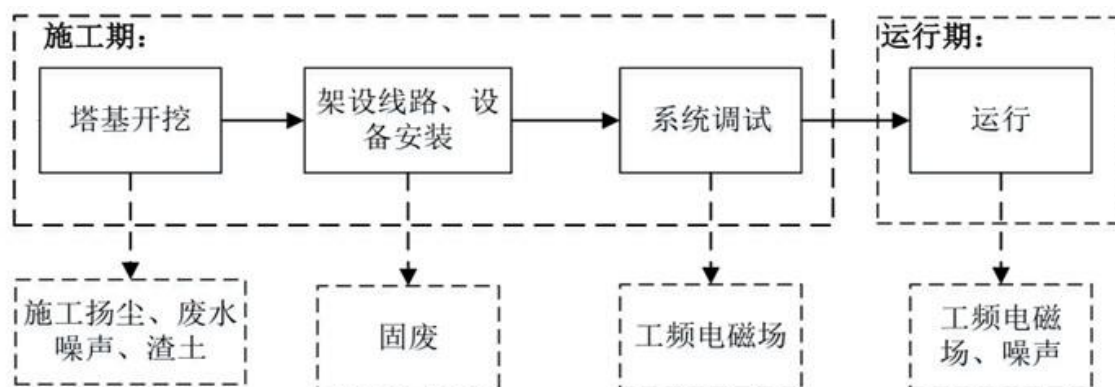 施工期：
运行期：
塔基开挖
架设线路、设
备安装
系统调试
运行
施工扬尘、废水
噪声、渣土
固废
工频电磁场
工频电磁
场、噪声